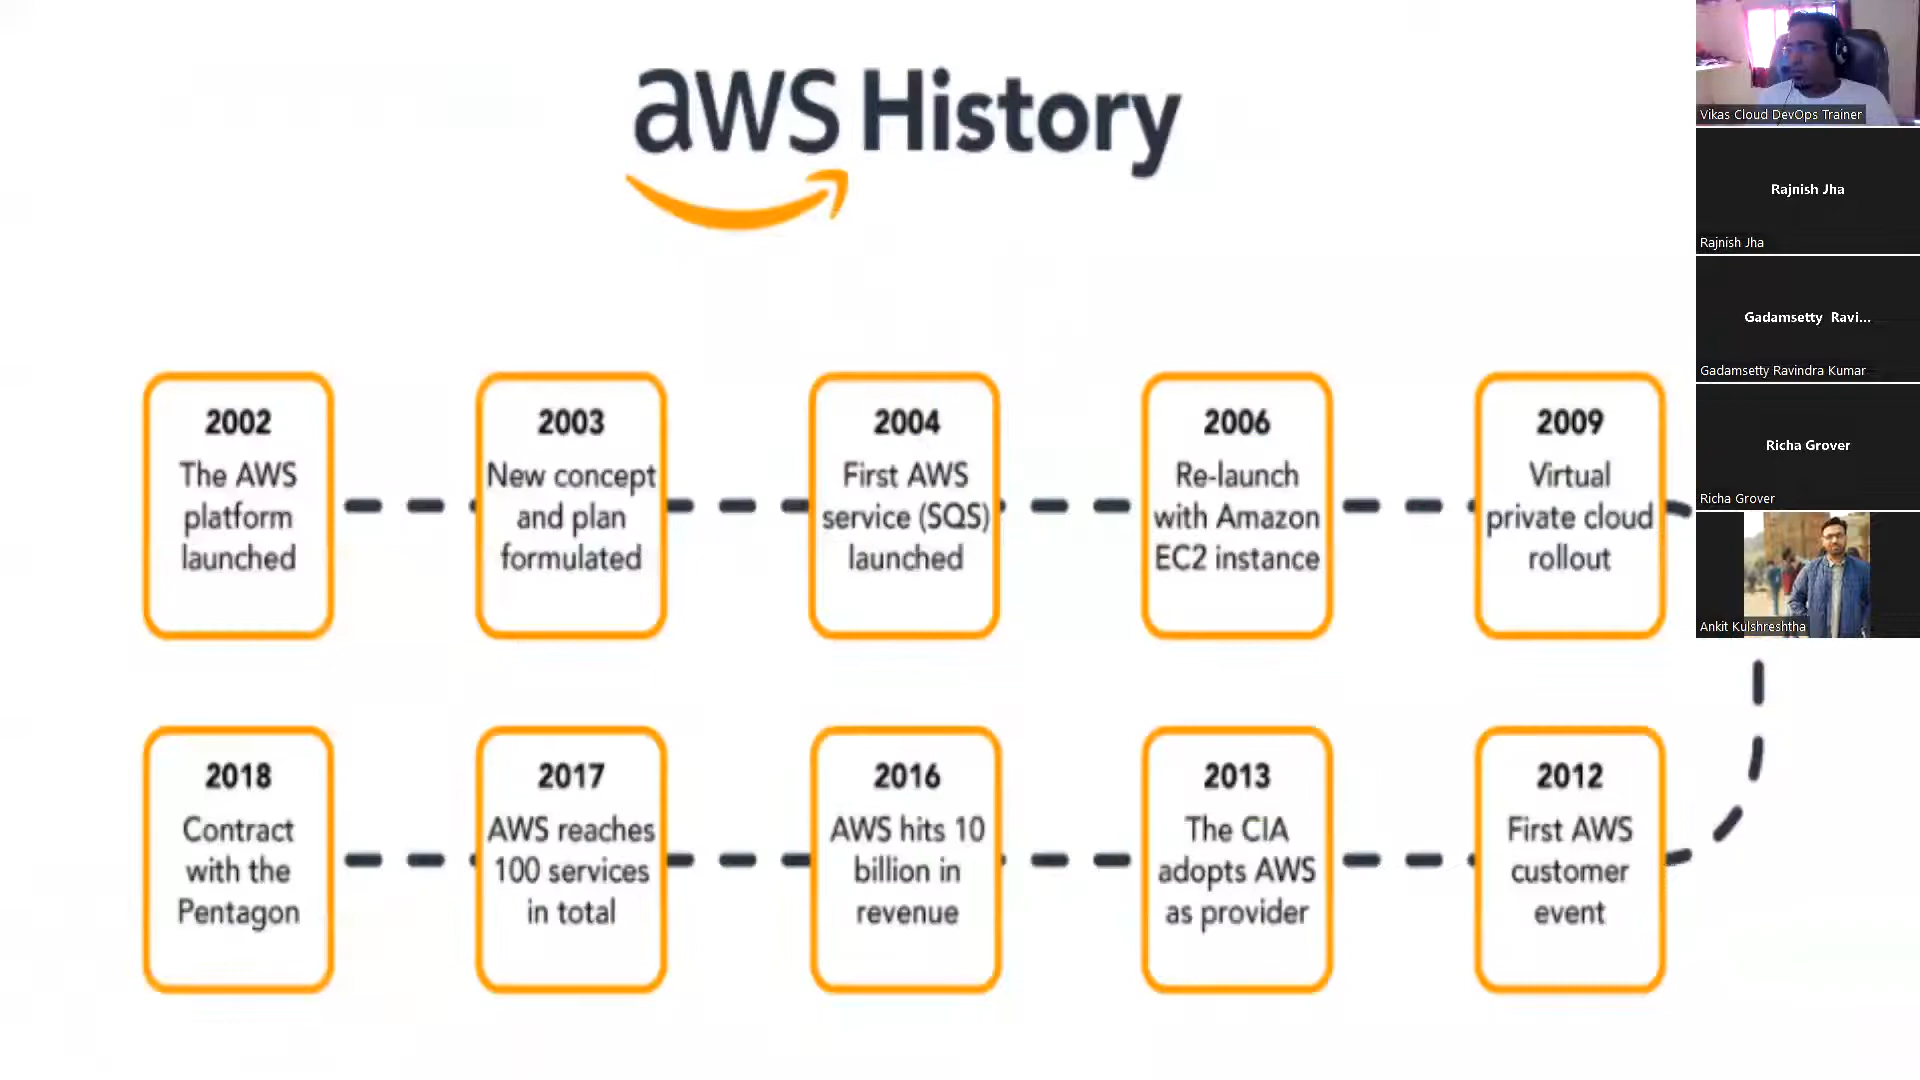 aws History
2002
The AWS
platform
launched
2003
New concept
and plan
formulated
2004
First AWS
service (SQS)
launched
2006
Re-launch
with Amazon
EC2 instance
2009
Virtual
private cloud
rollout
2018
Contract
with the
Pentagon
2017
AWS reaches
100 services
in total
2016
AWS hits 10
billion in
revenue
2013
The CIA
adopts AWS
as provider
2012
First AWS
customer
event
Vikas Cloud DevOps Trainer
Rajnish Jha
Rajnish Jha
Gadamsetty Ravi...
Gadamsetty Ravindra Kumar
Richa Grover
Richa Grover
Ankit Kulshreshtha